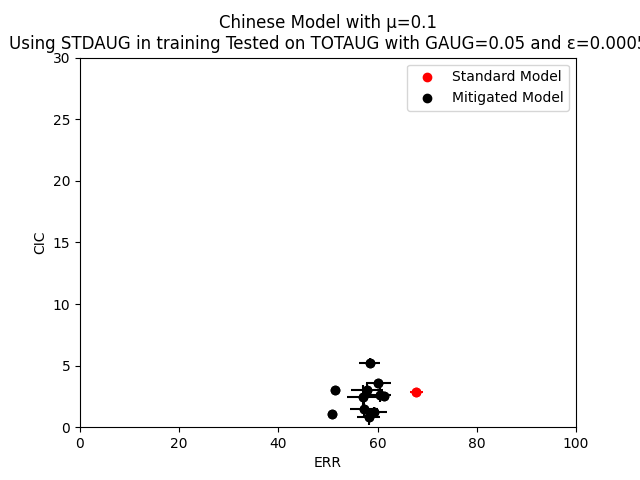 Chinese Model with μ=0.1
Using STDAUG in training Tested on TOTAUG with GAUG=0.05 and ε=0.0005
Standard Model
Mitigated Model
30
25
20
15
10
5
0
CIC
0 20 40 60 80 100
ERR